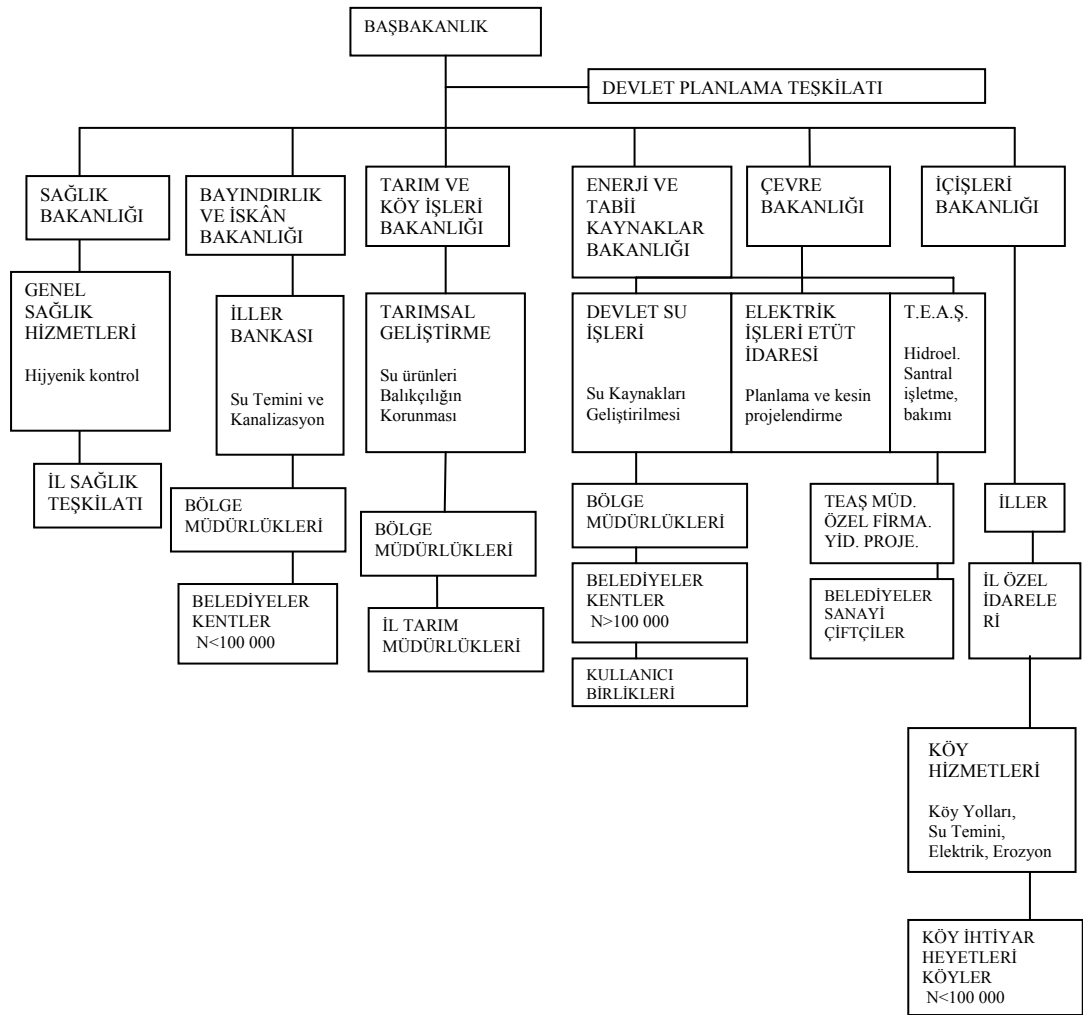 BAŞBAKANLIK
DEVLET PLANLAMA TEŞKİLATI
SAĞLIK
BAKANLIĞI
BAYINDIRLIK
VE İSKÂN
BAKANLIĞI
TARIM VE
KÖY İŞLERİ
BAKANLIĞI
ENERJİ VE
TABİİ
KAYNAKLAR
BAKANLIĞI
ÇEVRE
BAKANLIĞI
İÇİŞLERİ
BAKANLIĞI
GENEL
SAĞLIK
HİZMETLERİ
Hijyenik kontrol
İLLER
BANKASI
Su Temini ve
Kanalizasyon
TARIMSAL
GELİŞTİRME
Su ürünleri
Balıkçılığın
Korunması
DEVLET SU
İŞLERİ
Su Kaynakları
Geliştirilmesi
ELEKTRİK
İŞLERİ ETÜT
İDARESİ
Planlama ve kesin
projelendirme
T.E.A.Ş.
Hidroel.
Santral
işletme,
bakımı
İL SAĞLIK
TEŞKİLATI
BÖLGE
MÜDÜRLÜKLERİ
BÖLGE
MÜDÜRLÜKLERİ
BÖLGE
MÜDÜRLÜKLERİ
TEAŞ MÜD.
ÖZEL FİRMA.
YİD. PROJE.
İLLER
BELEDİYELER
KENTLER
N<100 000
İL TARIM
MÜDÜRLÜKLERİ
BELEDİYELER
KENTLER
N>100 000
BELEDİYELER
SANAYİ
ÇİFTÇİLER
İL ÖZEL
İDARELE
Rİ
KULLANICI
BİRLİKLERİ
KÖY
HİZMETLERİ
Köy Yolları,
Su Temini,
Elektrik, Erozyon
KÖY İHTİYAR
HEYETLERİ
KÖYLER
N<100 000